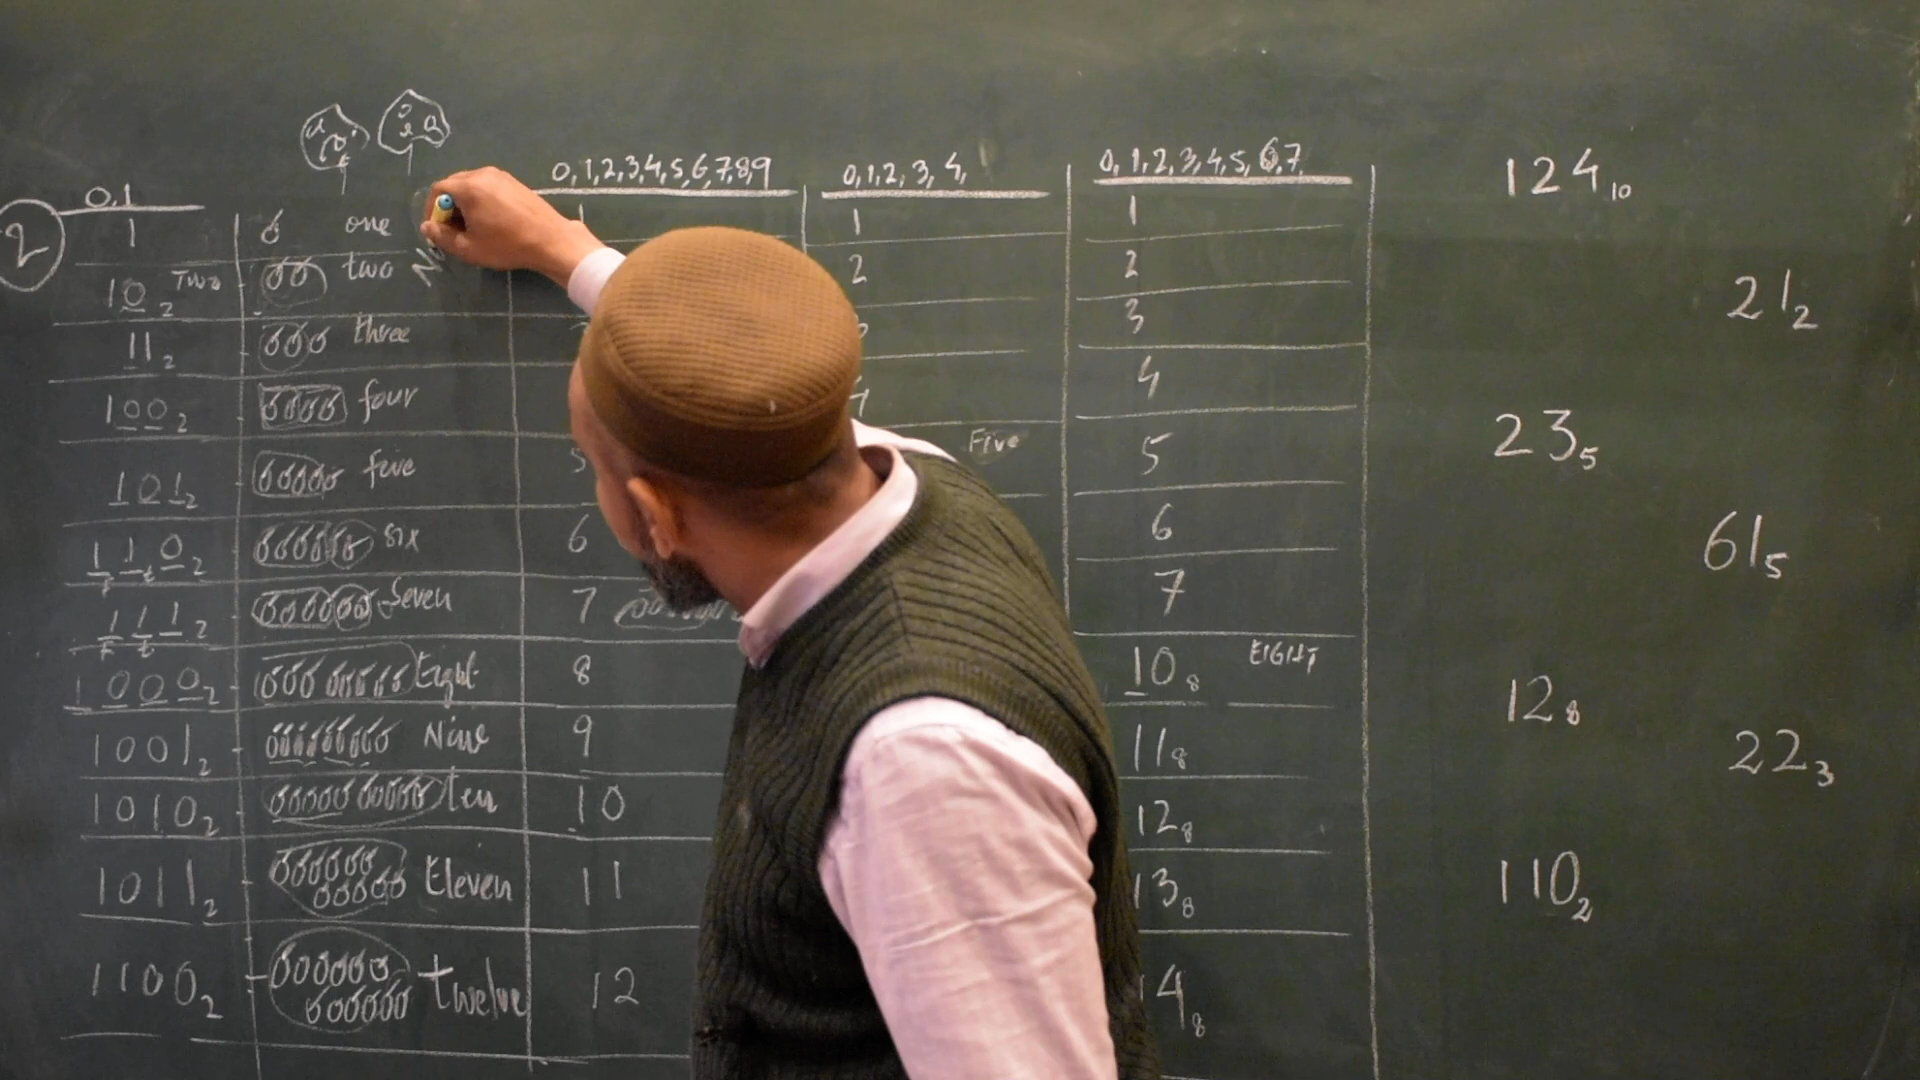 0,1,2,3,4,5,6,7,8,9 0,1,2,3,4, 0,1,2,3,4,5,6,7, 124₁₀
2 0,1
1 one 1 1 1
10₂ Two two 2 2 21₂
11₂ three 3
100₂ four 4
101₂ five 5 Five 5 23₅
110₂ six 6 6 61₅
111₂ Seven 7 7
1000₂ Eight 8 10₈ EIGHT 12₈
1001₂ Nine 9 11₈ 22₃
1010₂ ten 10 12₈
1011₂ Eleven 11 13₈ 110₂
1100₂ twelve 12 14₈